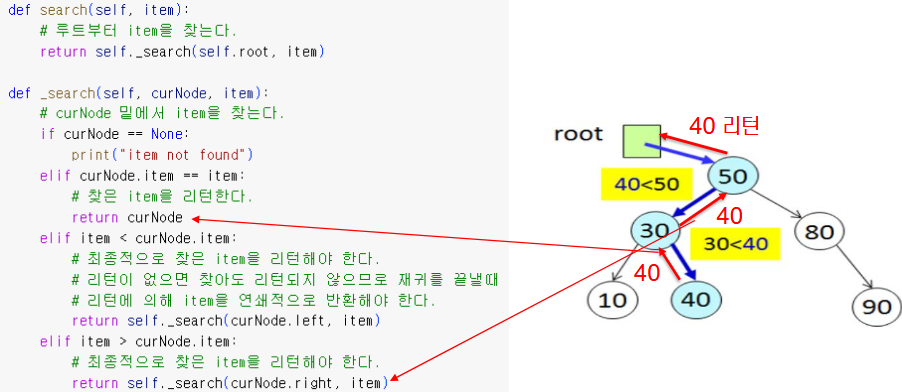 def search(self, item):
    # 루트부터 item을 찾는다.
    return self._search(self.root, item)

def _search(self, curNode, item):
    # curNode 밑에서 item을 찾는다.
    if curNode == None:
        print("item not found")
    elif curNode.item == item:
        # 찾은 item을 리턴한다.
        return curNode
    elif item < curNode.item:
        # 최종적으로 찾은 item을 리턴해야 한다.
        # 리턴이 없으면 찾아도 리턴되지 않으므로 재귀를 끝낼때
        # 리턴에 의해 item을 연쇄적으로 반환해야 한다.
        return self._search(curNode.left, item)
    elif item > curNode.item:
        # 최종적으로 찾은 item을 리턴해야 한다.
        return self._search(curNode.right, item)
root
40 리턴
50
40<50
40
30
30<40
80
40
10
40
90